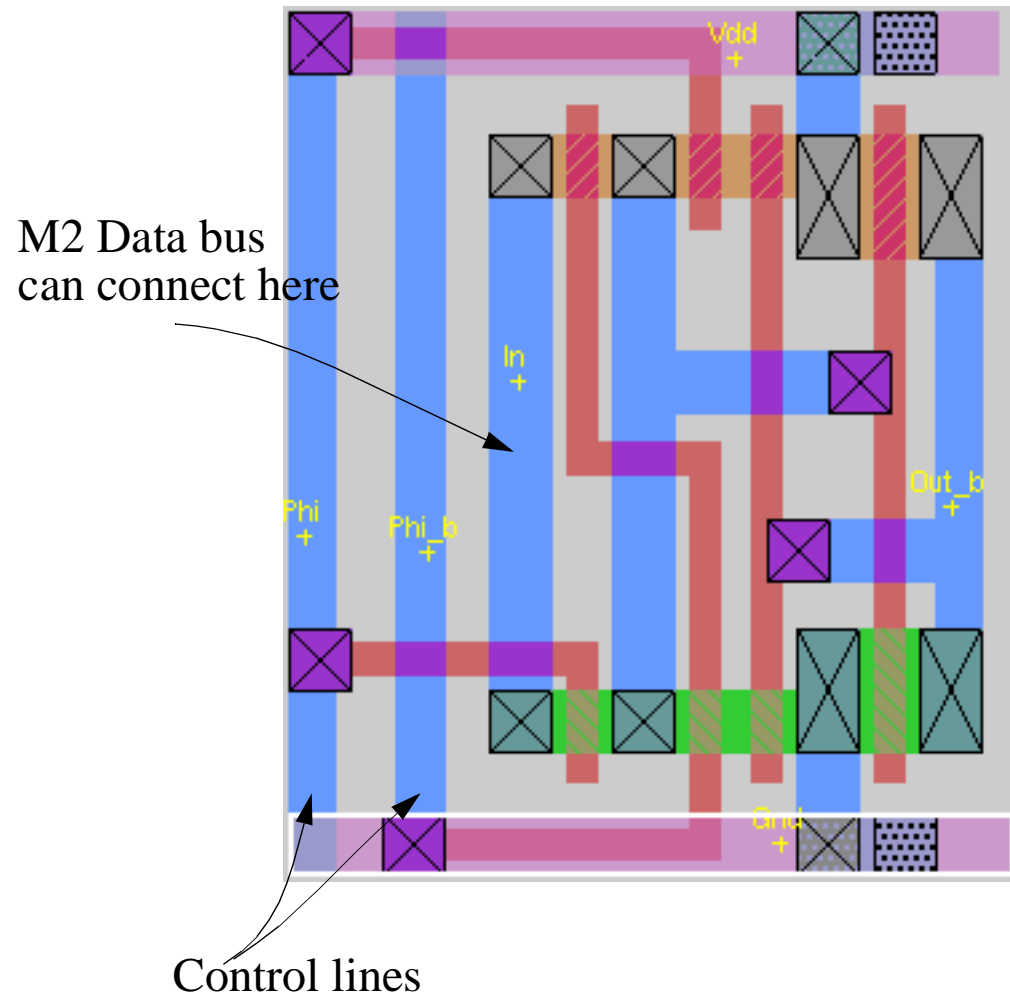 Vdd
M2 Data bus
can connect here
In
Out_b
Phi
Phi_b
Gnd
Control lines